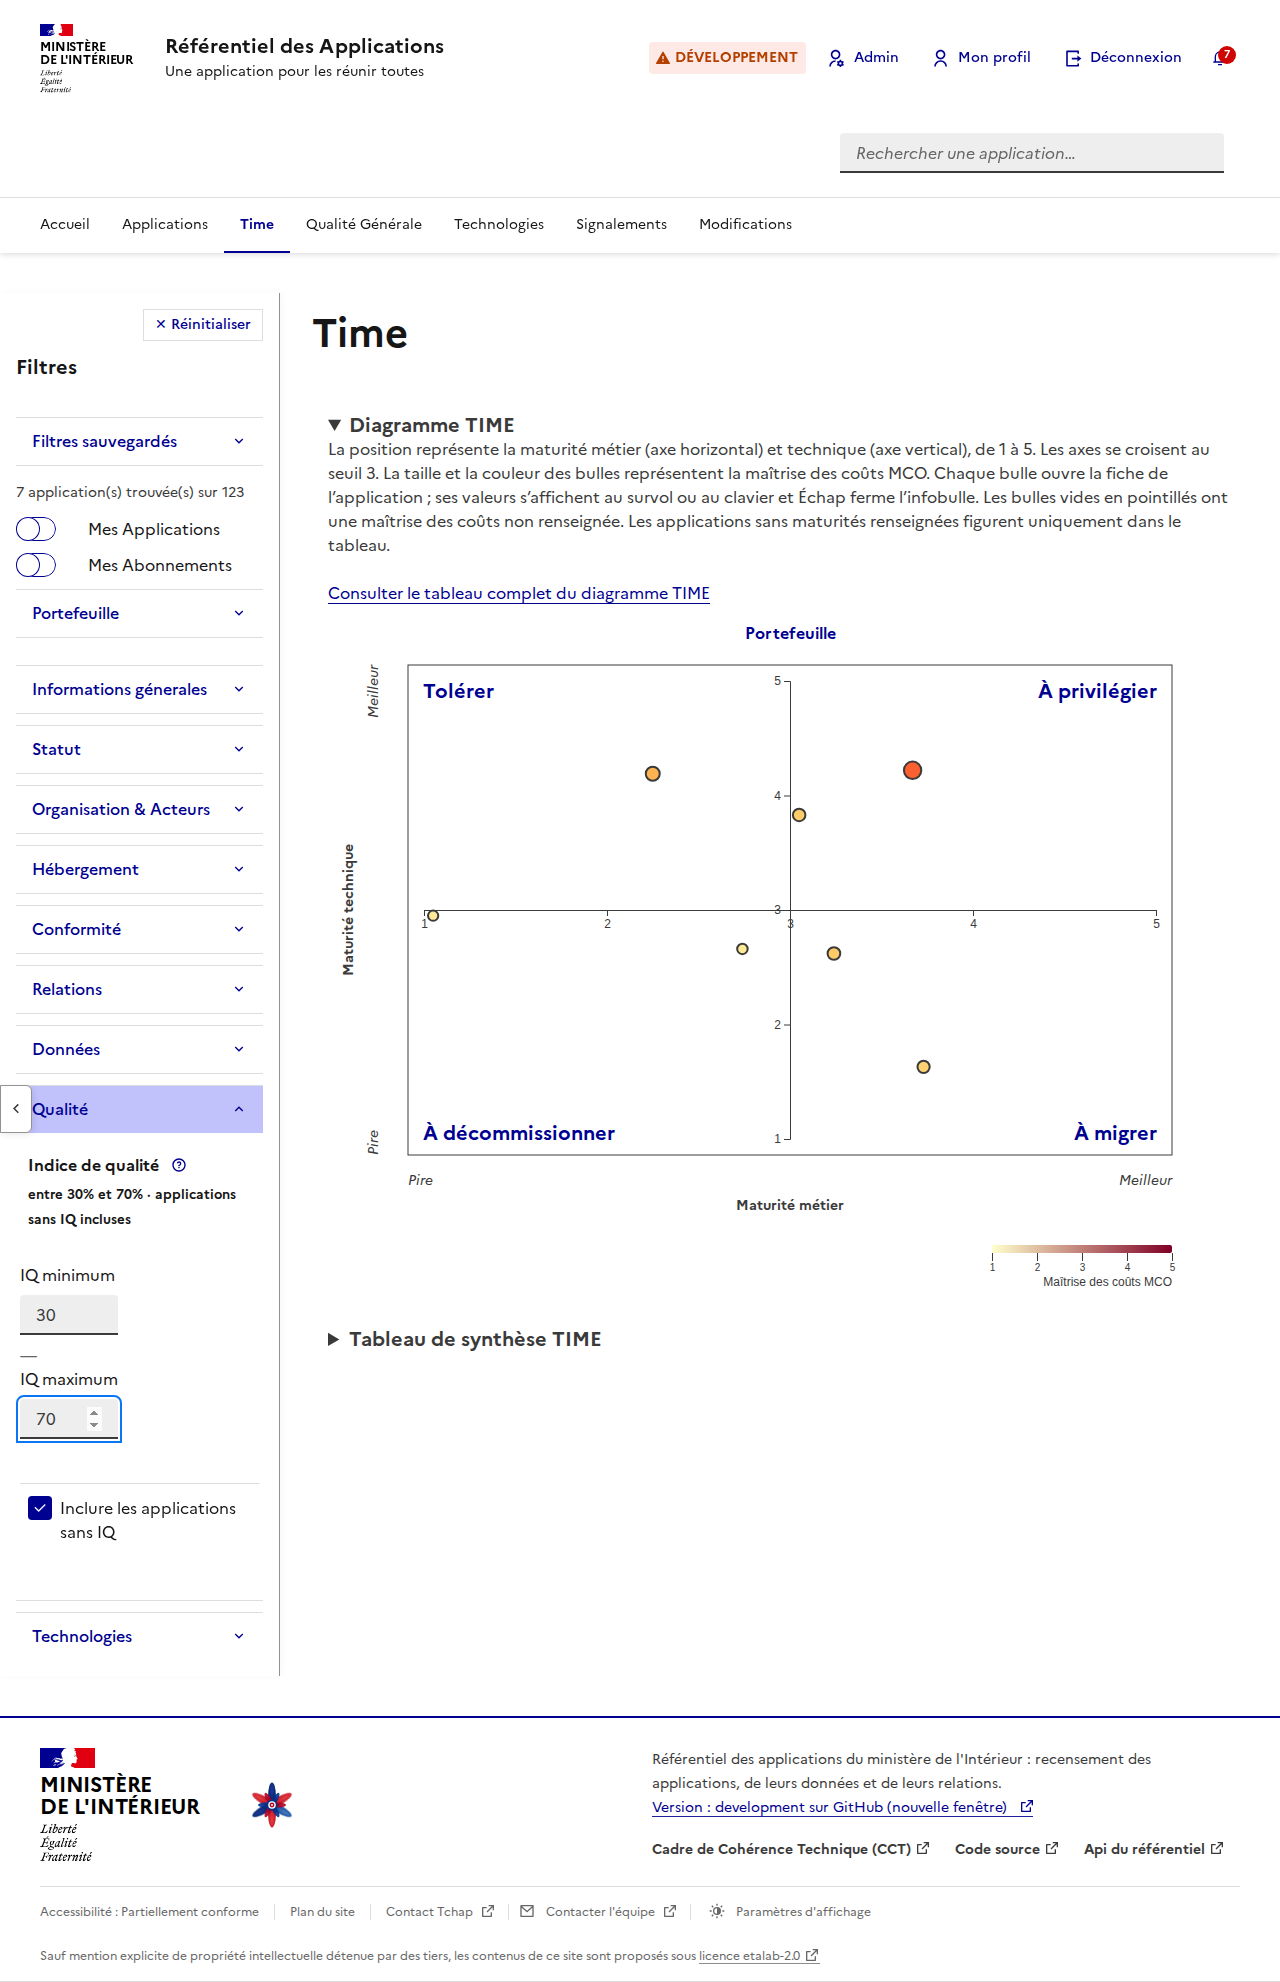 MINISTÈRE
DE L'INTÉRIEUR
Liberté
Égalité
Fraternité
Référentiel des Applications
Une application pour les réunir toutes
DÉVELOPPEMENT
Admin
Mon profil
Déconnexion
7
Rechercher une application...
Accueil
Applications
Time
Qualité Générale
Technologies
Signalements
Modifications
✕ Réinitialiser
Filtres
Filtres sauvegardés
7 application(s) trouvée(s) sur 123
Mes Applications
Mes Abonnements
Portefeuille
Informations génerales
Statut
Organisation & Acteurs
Hébergement
Conformité
Relations
Données
Qualité
Indice de qualité
entre 30% et 70% · applications
sans IQ incluses
IQ minimum
30
—
IQ maximum
70
Inclure les applications
sans IQ
Technologies
Time
Diagramme TIME
La position représente la maturité métier (axe horizontal) et technique (axe vertical), de 1 à 5. Les axes se croisent au
seuil 3. La taille et la couleur des bulles représentent la maîtrise des coûts MCO. Chaque bulle ouvre la fiche de
l’application ; ses valeurs s’affichent au survol ou au clavier et Échap ferme l’infobulle. Les bulles vides en pointillés ont
une maîtrise des coûts non renseignée. Les applications sans maturités renseignées figurent uniquement dans le
tableau.
Consulter le tableau complet du diagramme TIME
Portefeuille
Meilleur
Maturité technique
Pire
Tolérer
À privilégier
À décommissionner
À migrer
5
4
3
2
1
1
2
3
4
5
Pire
Meilleur
Maturité métier
1
2
3
4
5
Maîtrise des coûts MCO
Tableau de synthèse TIME
MINISTÈRE
DE L'INTÉRIEUR
Liberté
Égalité
Fraternité
Référentiel des applications du ministère de l'Intérieur : recensement des
applications, de leurs données et de leurs relations.
Version : development sur GitHub (nouvelle fenêtre)
Cadre de Cohérence Technique (CCT)
Code source
Api du référentiel
Accessibilité : Partiellement conforme
Plan du site
Contact Tchap
Contacter l'équipe
Paramètres d'affichage
Sauf mention explicite de propriété intellectuelle détenue par des tiers, les contenus de ce site sont proposés sous licence etalab-2.0